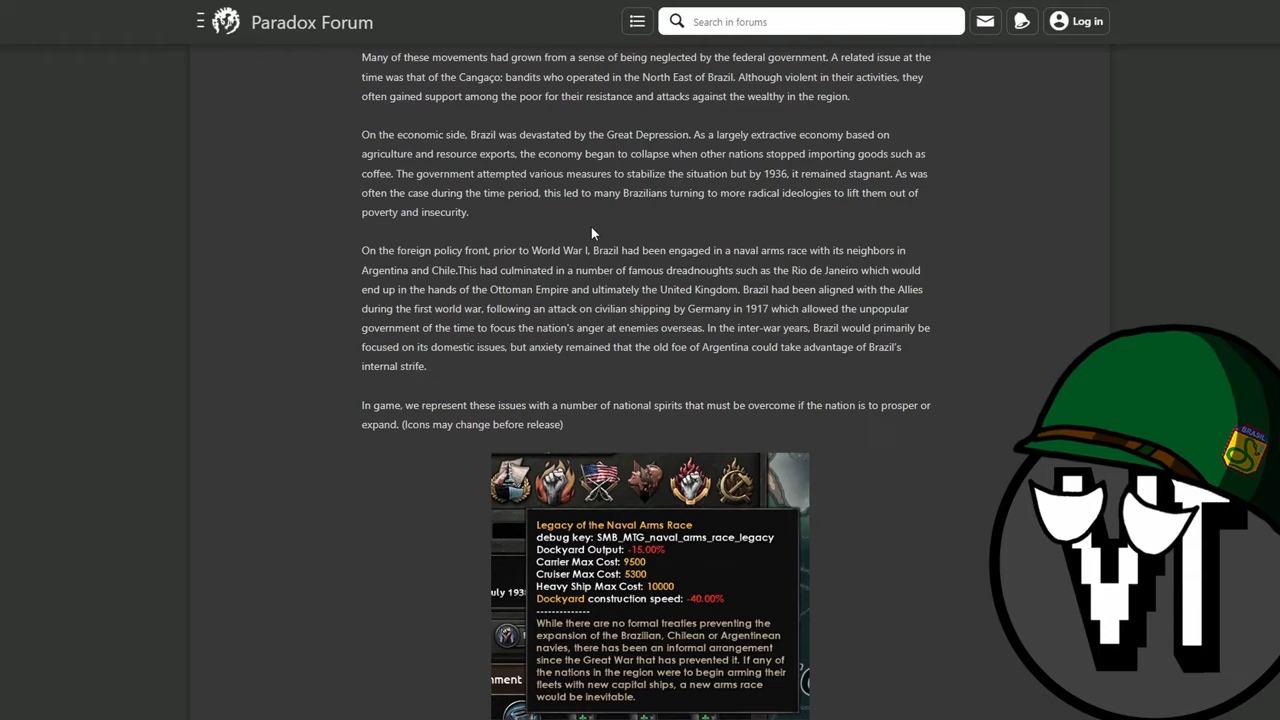 Paradox Forum
Search in forums
Log in
Many of these movements had grown from a sense of being neglected by the federal government. A related issue at the
time was that of the Cangaço; bandits who operated in the North East of Brazil. Although violent in their activities, they
often gained support among the poor for their resistance and attacks against the wealthy in the region.
On the economic side, Brazil was devastated by the Great Depression. As a largely extractive economy based on
agriculture and resource exports, the economy began to collapse when other nations stopped importing goods such as
coffee. The government attempted various measures to stabilize the situation but by 1936, it remained stagnant. As was
often the case during the time period, this led to many Brazilians turning to more radical ideologies to lift them out of
poverty and insecurity.
On the foreign policy front, prior to World War I, Brazil had been engaged in a naval arms race with its neighbors in
Argentina and Chile.This had culminated in a number of famous dreadnoughts such as the Rio de Janeiro which would
end up in the hands of the Ottoman Empire and ultimately the United Kingdom. Brazil had been aligned with the Allies
during the first world war, following an attack on civilian shipping by Germany in 1917 which allowed the unpopular
government of the time to focus the nation's anger at enemies overseas. In the inter-war years, Brazil would primarily be
focused on its domestic issues, but anxiety remained that the old foe of Argentina could take advantage of Brazil's
internal strife.
In game, we represent these issues with a number of national spirits that must be overcome if the nation is to prosper or
expand. (Icons may change before release)
Legacy of the Naval Arms Race
debug key: SMB_MTG_naval_arms_race_legacy
Dockyard Output: -15.00%
Carrier Max Cost: 9500
Cruiser Max Cost: 5300
Heavy Ship Max Cost: 10000
Dockyard construction speed: -40.00%
--------------
While there are no formal treaties preventing the
expansion of the Brazilian, Chilean or Argentinean
navies, there has been an informal arrangement
since the Great War that has prevented it. If any of
the nations in the region were to begin arming their
fleets with new capital ships, a new arms race
would be inevitable.
BRASIL